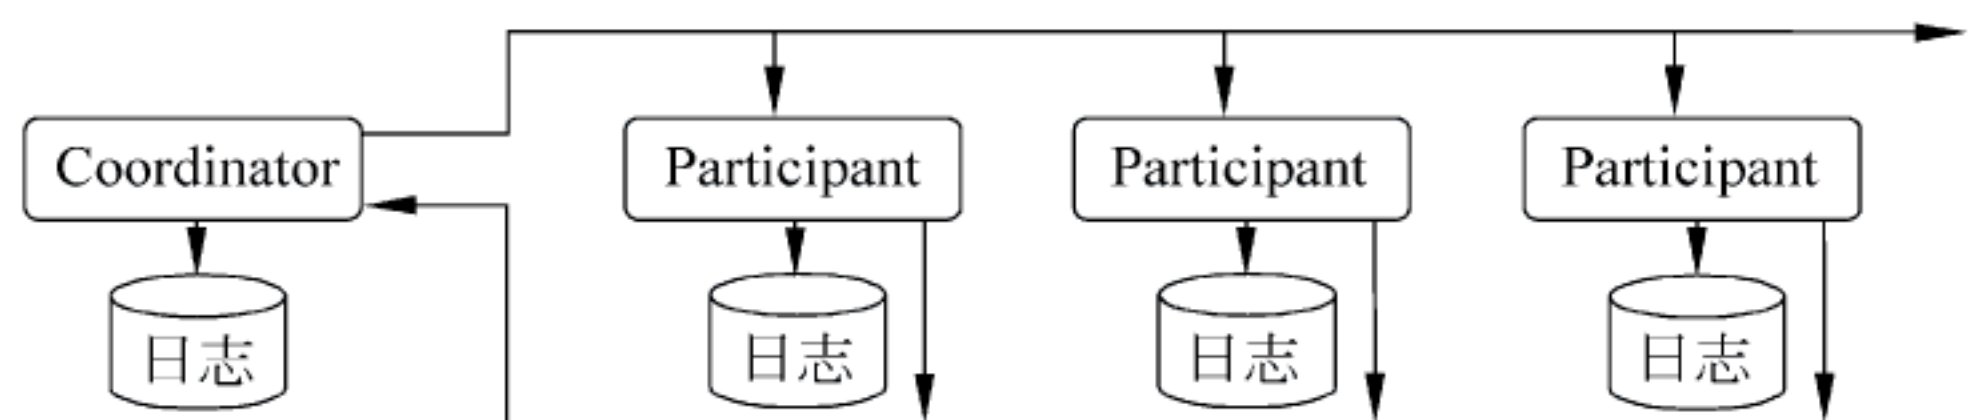 Coordinator
Participant
Participant
Participant
日志
日志
日志
日志